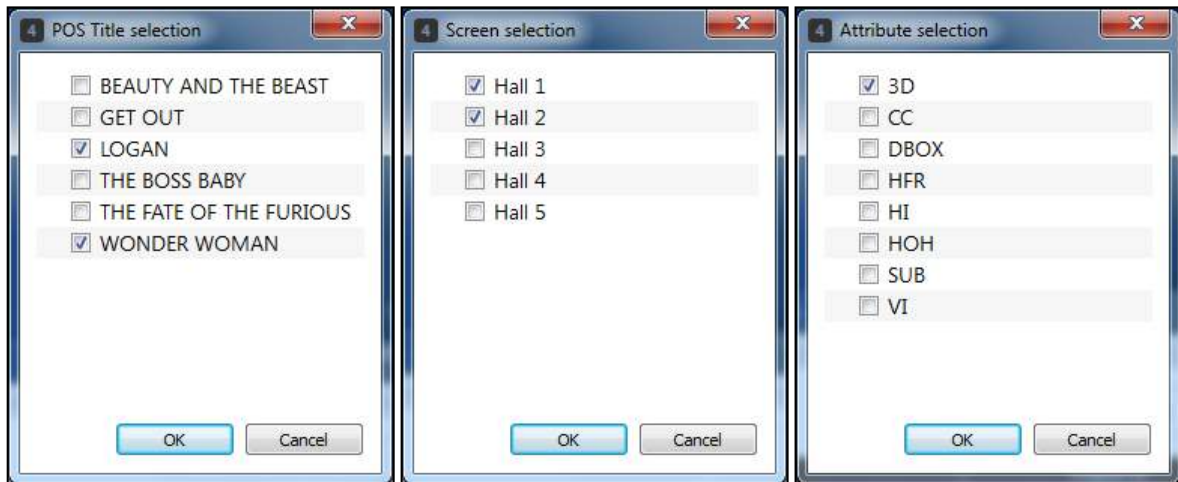 4 POS Title selection
BEAUTY AND THE BEAST
GET OUT
LOGAN
THE BOSS BABY
THE FATE OF THE FURIOUS
WONDER WOMAN
OK Cancel
4 Screen selection
Hall 1
Hall 2
Hall 3
Hall 4
Hall 5
OK Cancel
4 Attribute selection
3D
CC
DBOX
HFR
HI
HOH
SUB
VI
OK Cancel